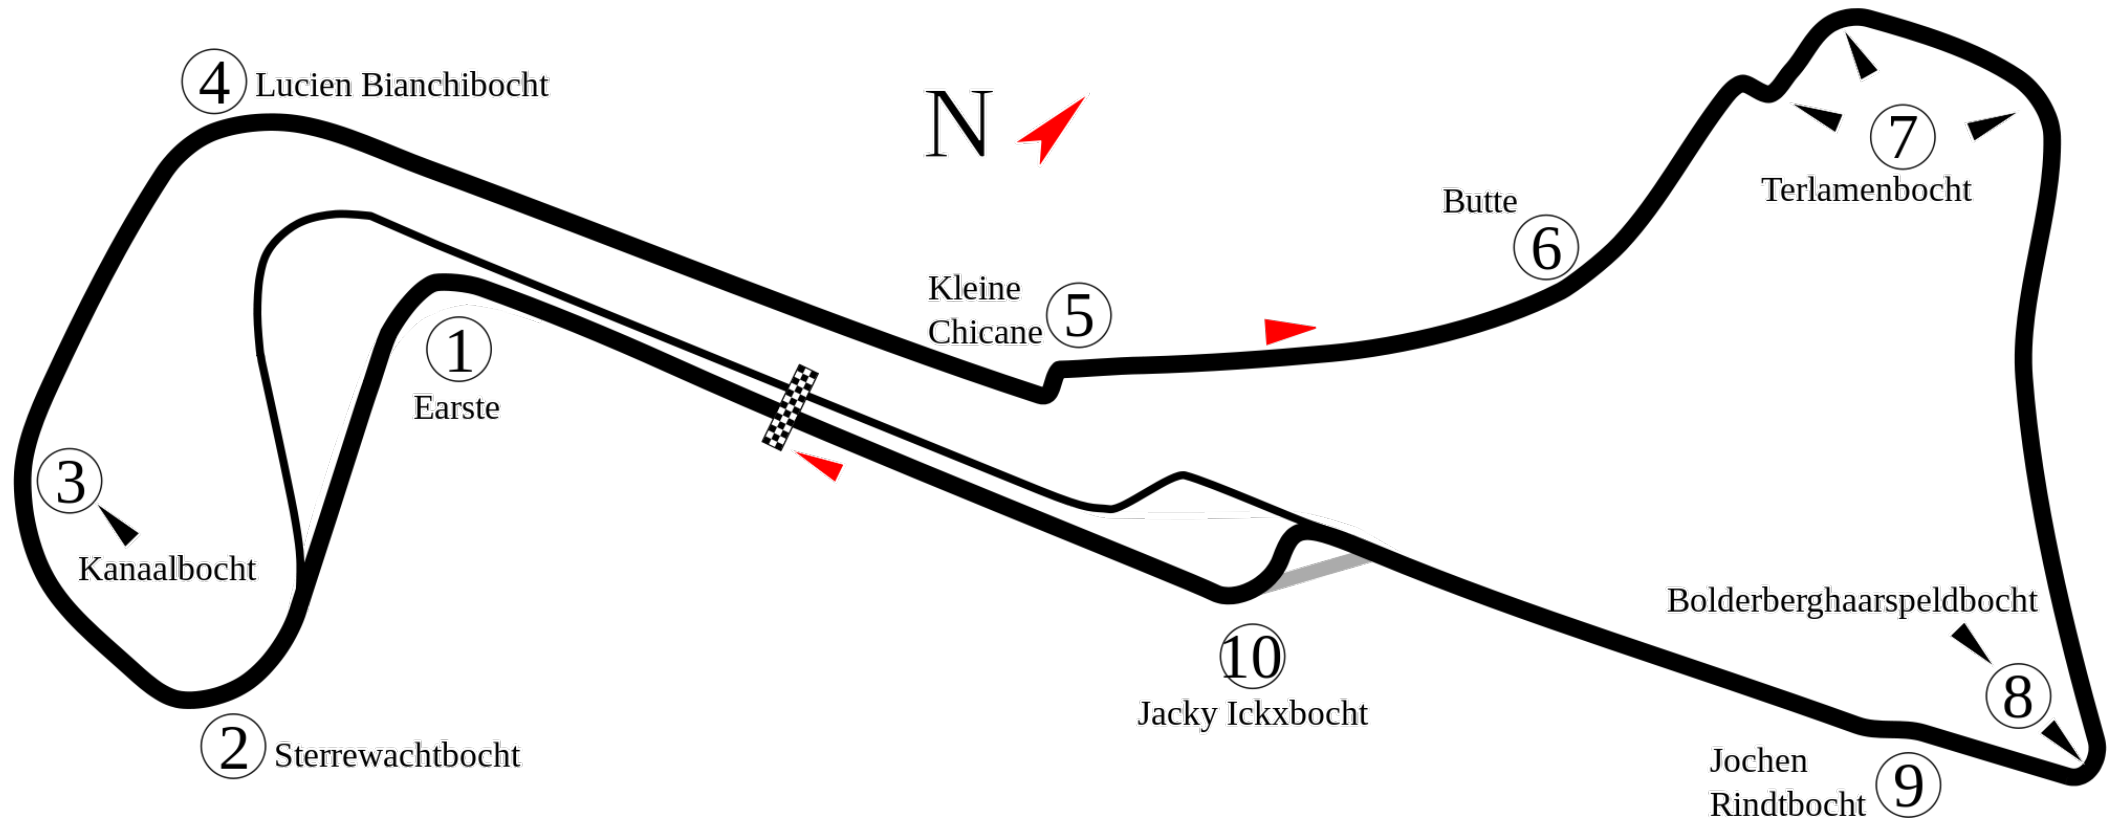 4 Lucien Bianchibocht
N
Butte
6
7
Terlamenbocht
Kleine
Chicane 5
1
Earste
3
Kanaalbocht
Bolderberghaarspeldbocht
8
10
Jacky Ickxbocht
2 Sterrewachtbocht
Jochen
Rindtbocht 9